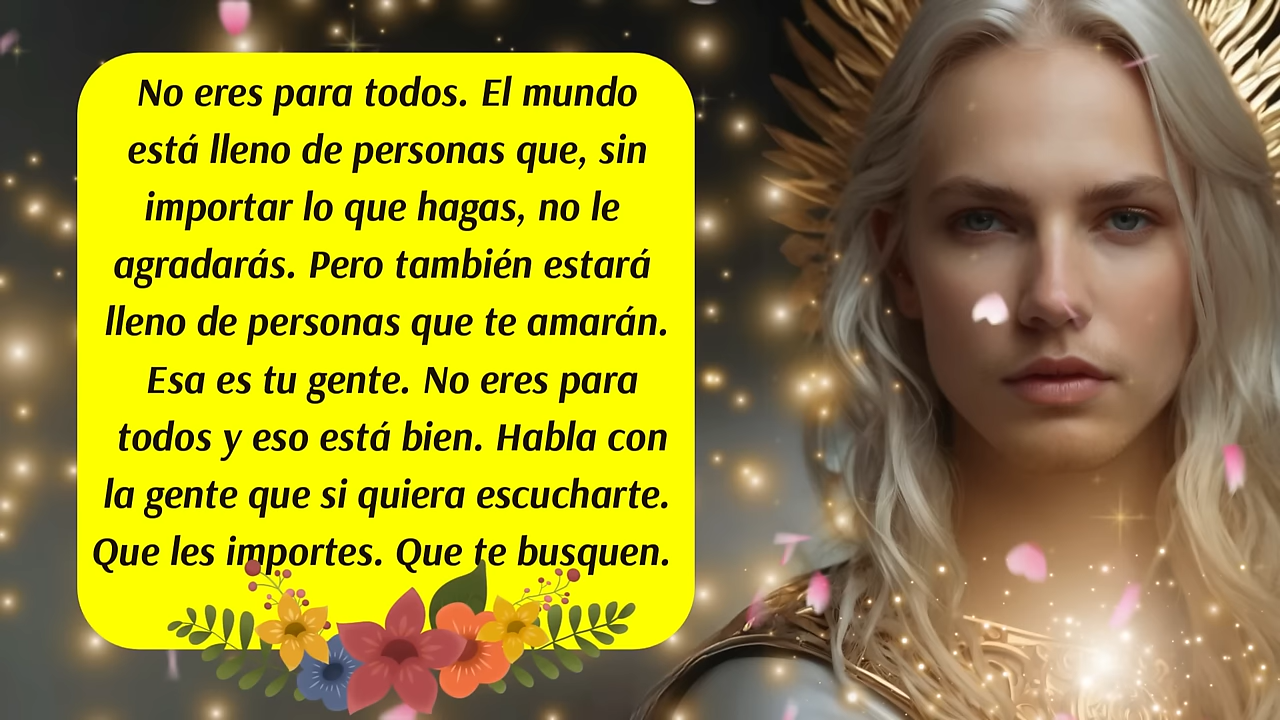 No eres para todos. El mundo
está lleno de personas que, sin
importar lo que hagas, no le
agradarás. Pero también estará
lleno de personas que te amarán.
Esa es tu gente. No eres para
todos y eso está bien. Habla con
la gente que si quiera escucharte.
Que les importes. Que te busquen.